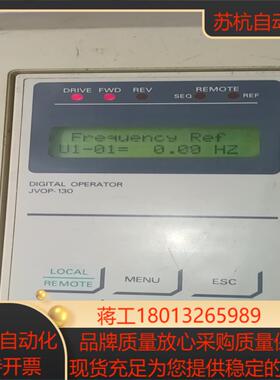 苏杭自动
DRIVE FWD REV REMOTE
SEQ REF
Frequency Ref
U1-01= 0.00 HZ
DIGITAL OPERATOR
JVOP-130
LOCAL
REMOTE
MENU
ESC
蒋工18013265989
自动化 品牌质量放心采购质量保
开票 现货充足为您提供稳定的